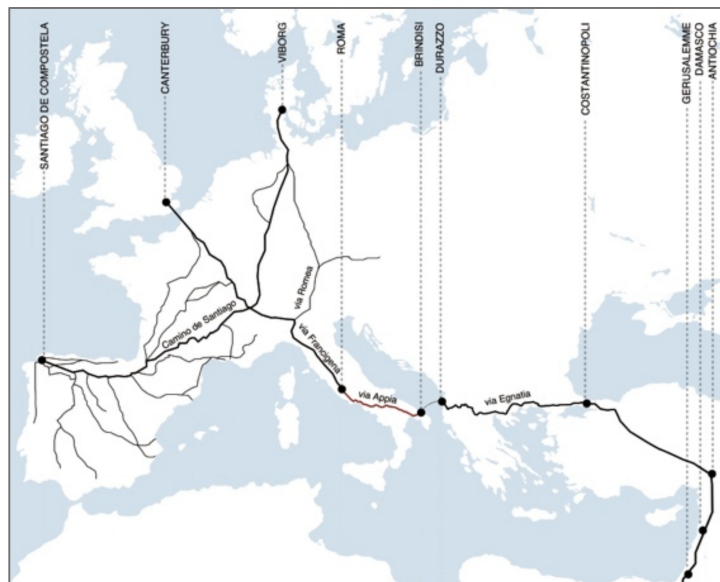 SANTIAGO DE COMPOSTELA
CANTERBURY
VIBORG
ROMA
BRINDISI
DURAZZO
COSTANTINOPOLI
GERUSALEMME
DAMASCO
ANTIOCHIA
via Romea
Camino de Santiago
via Francigena
via Appia
via Egnatia